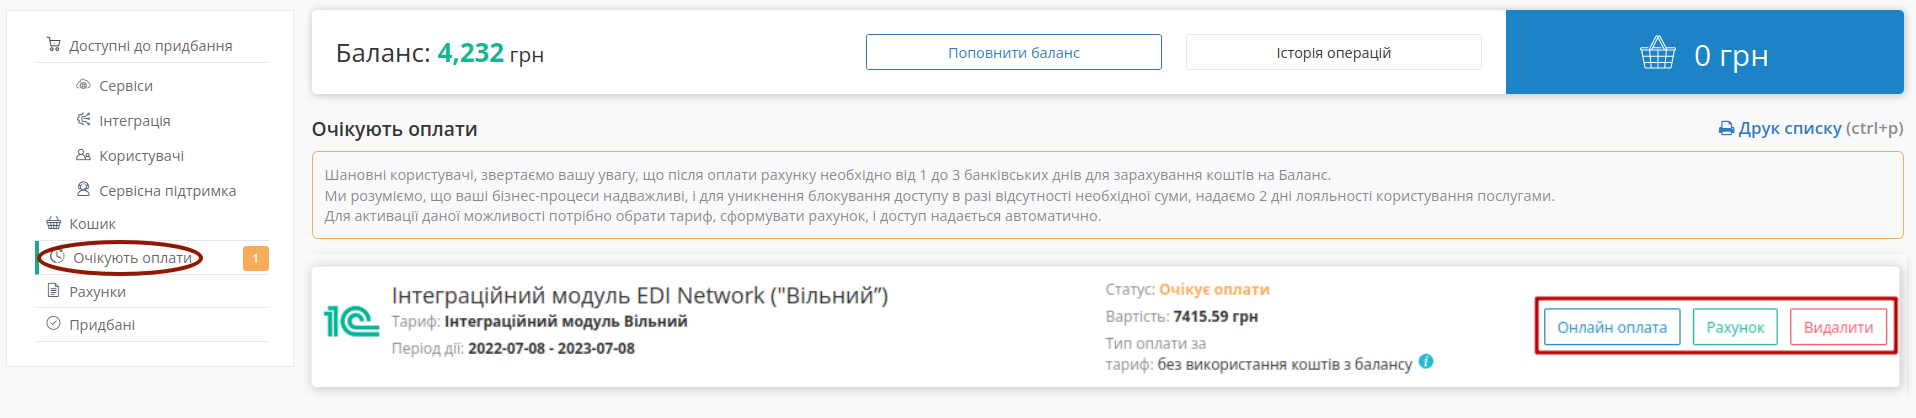 Доступні до придбання
Сервіси
Інтеграція
Користувачі
Сервісна підтримка
Кошик
Очікують оплати 1
Рахунки
Придбані
Баланс: 4,232 грн
Поповнити баланс
Історія операцій
0 грн
Очікують оплати
Друк списку (ctrl+p)
Шановні користувачі, звертаємо вашу увагу, що після оплати рахунку необхідно від 1 до 3 банківських днів для зарахування коштів на Баланс.
Ми розуміємо, що ваші бізнес-процеси надважливі, і для уникнення блокування доступу в разі відсутності необхідної суми, надаємо 2 дні лояльності користування послугами.
Для активації даної можливості потрібно обрати тариф, сформувати рахунок, і доступ надається автоматично.
1С
Інтеграційний модуль EDI Network ("Вільний”)
Тариф: Інтеграційний модуль Вільний
Період дії: 2022-07-08 - 2023-07-08
Статус: Очікує оплати
Вартість: 7415.59 грн
Тип оплати за
тариф: без використання коштів з балансу i
Онлайн оплата
Рахунок
Видалити